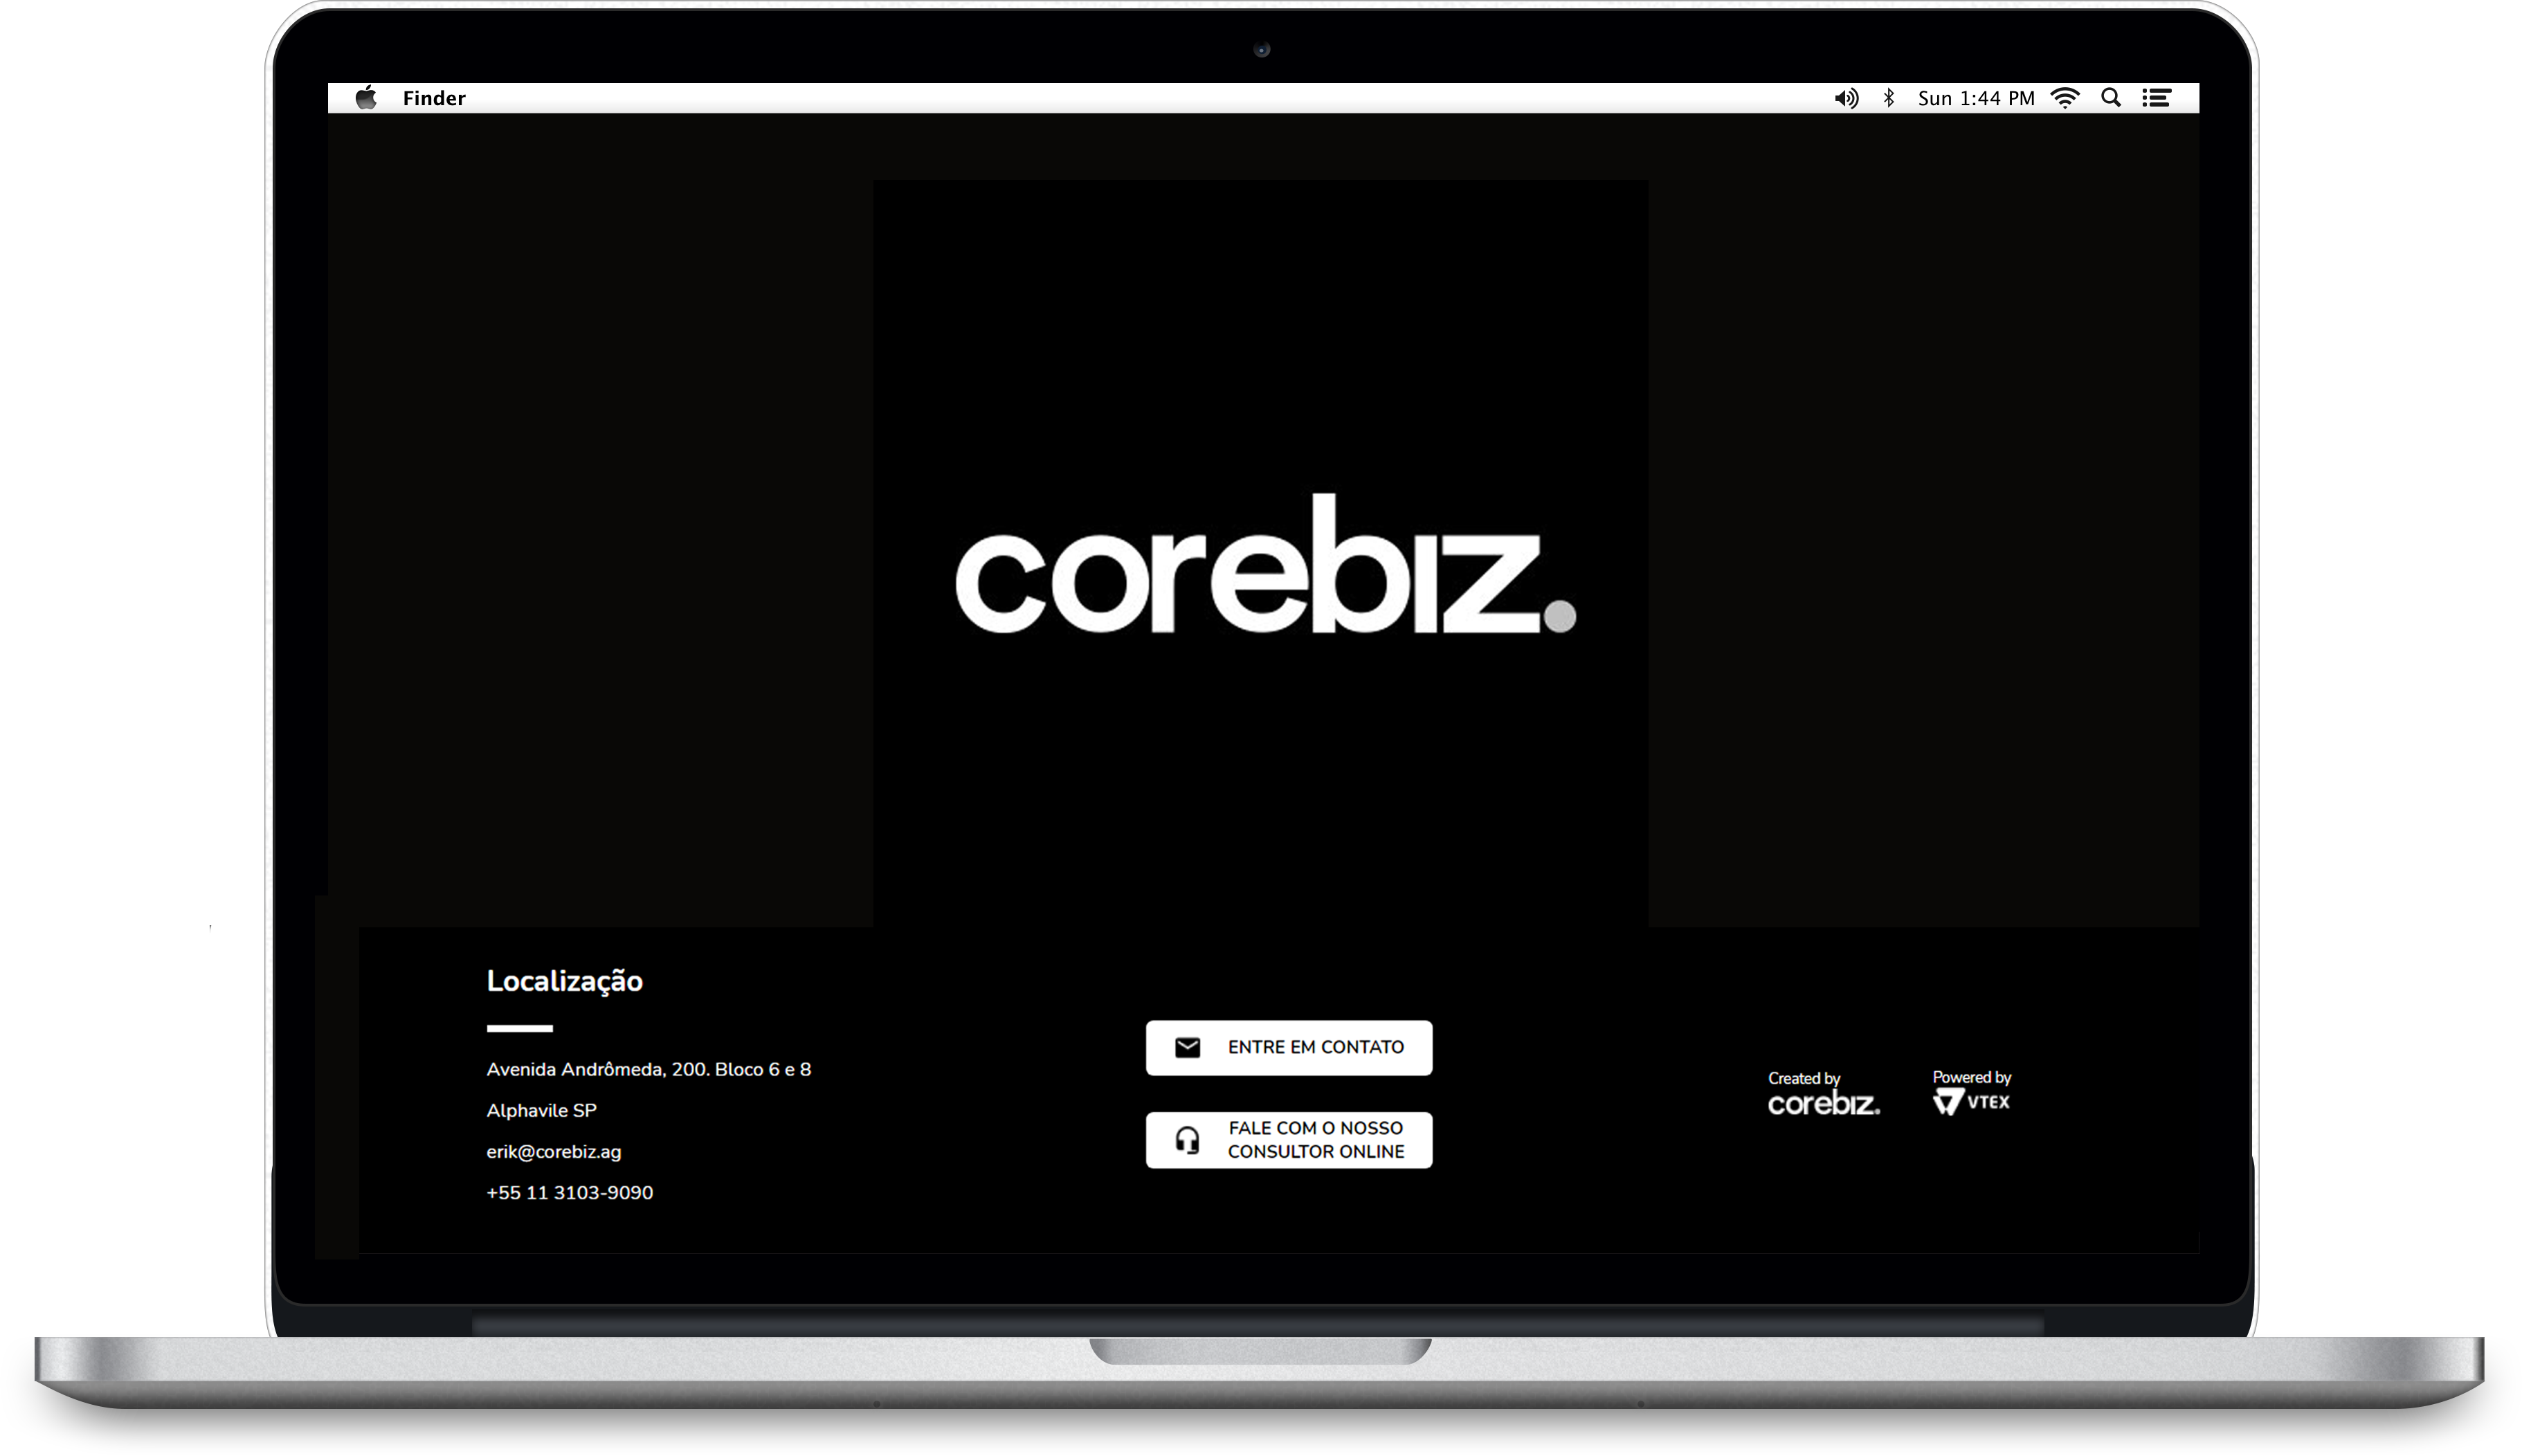 Finder
Sun 1:44 PM
corebiz.
Localização
Avenida Andrômeda, 200. Bloco 6 e 8
Alphavile SP
erik@corebiz.ag
+55 11 3103-9090
ENTRE EM CONTATO
FALE COM O NOSSO
CONSULTOR ONLINE
Created by
corebiz.
Powered by
VTEX